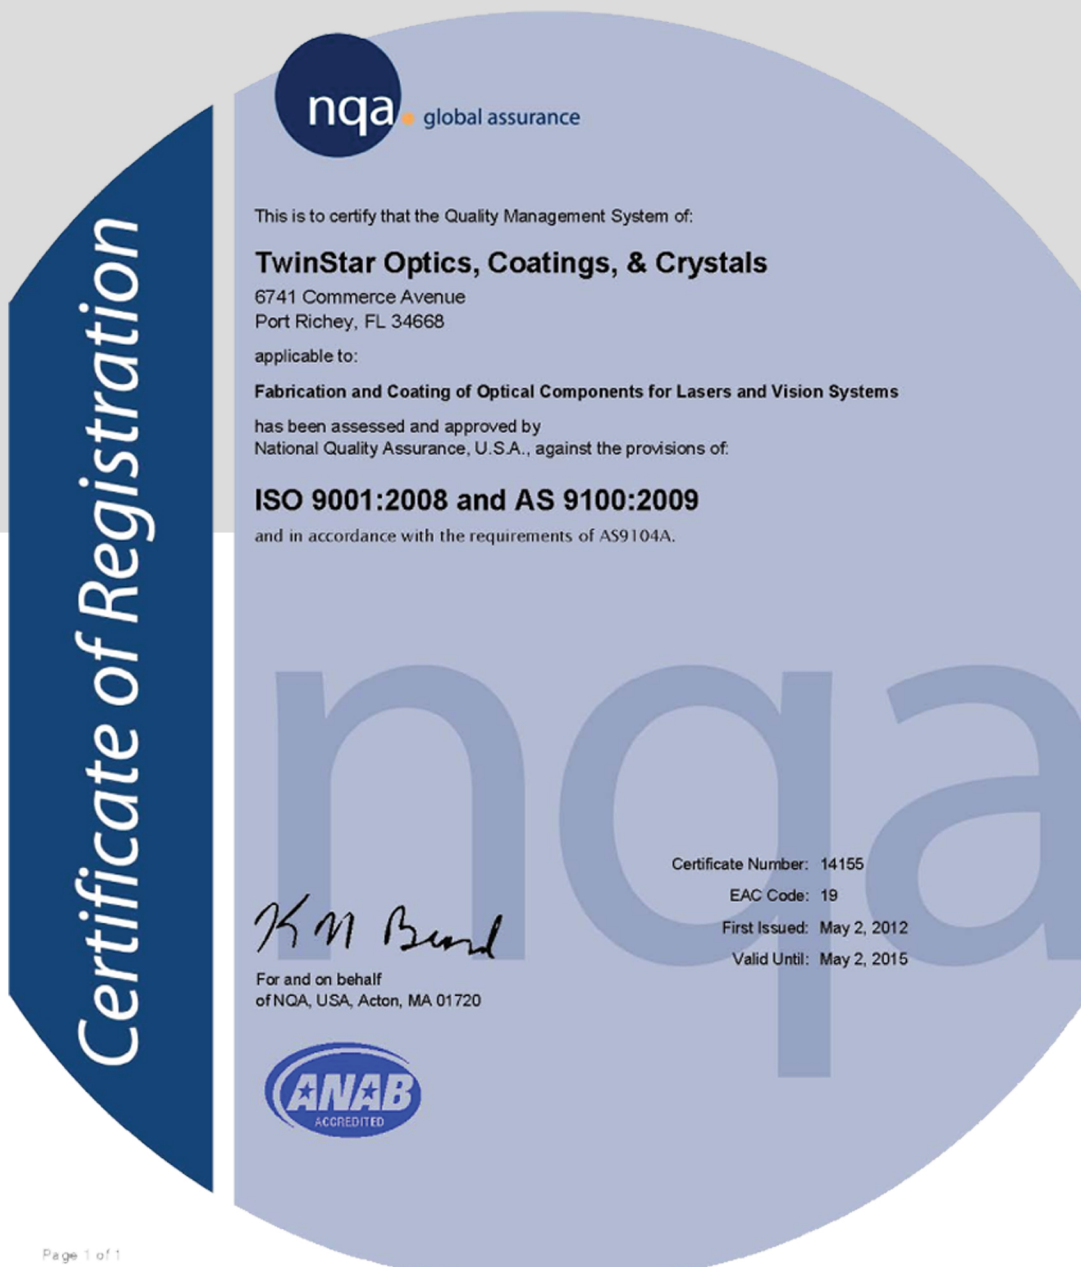 nqa. global assurance
Certificate of Registration
This is to certify that the Quality Management System of:
TwinStar Optics, Coatings, & Crystals
6741 Commerce Avenue
Port Richey, FL 34668
applicable to:
Fabrication and Coating of Optical Components for Lasers and Vision Systems
has been assessed and approved by
National Quality Assurance, U.S.A., against the provisions of:
ISO 9001:2008 and AS 9100:2009
and in accordance with the requirements of AS9104A.
nqa
Certificate Number: 14155
EAC Code: 19
First Issued: May 2, 2012
Valid Until: May 2, 2015
K M Beard
For and on behalf
of NQA, USA, Acton, MA 01720
ANAB
ACCREDITED
Page 1 of 1